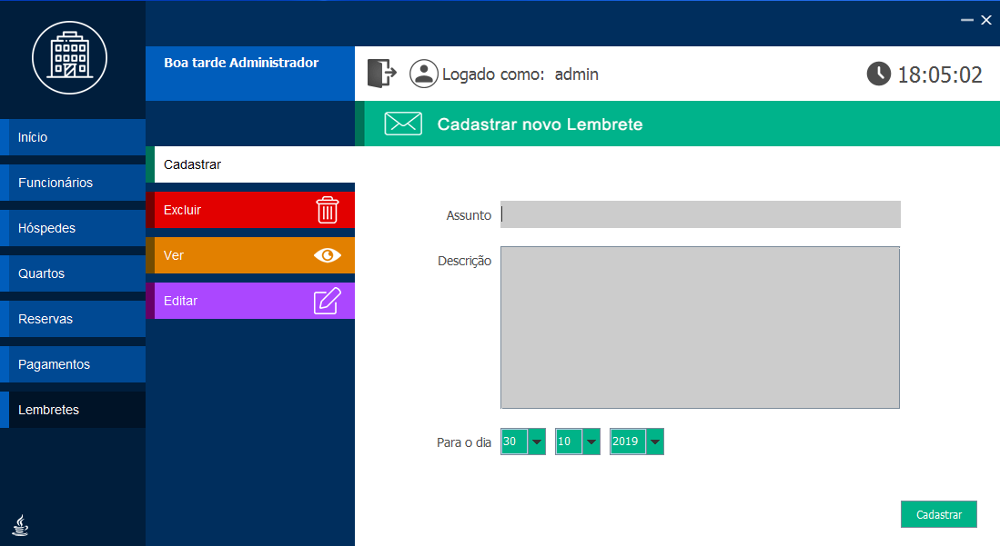 Boa tarde Administrador
Logado como: admin
18:05:02
Cadastrar novo Lembrete
Início
Funcionários
Hóspedes
Quartos
Reservas
Pagamentos
Lembretes
Cadastrar
Excluir
Ver
Editar
Assunto
Descrição
Para o dia 30 10 2019
Cadastrar